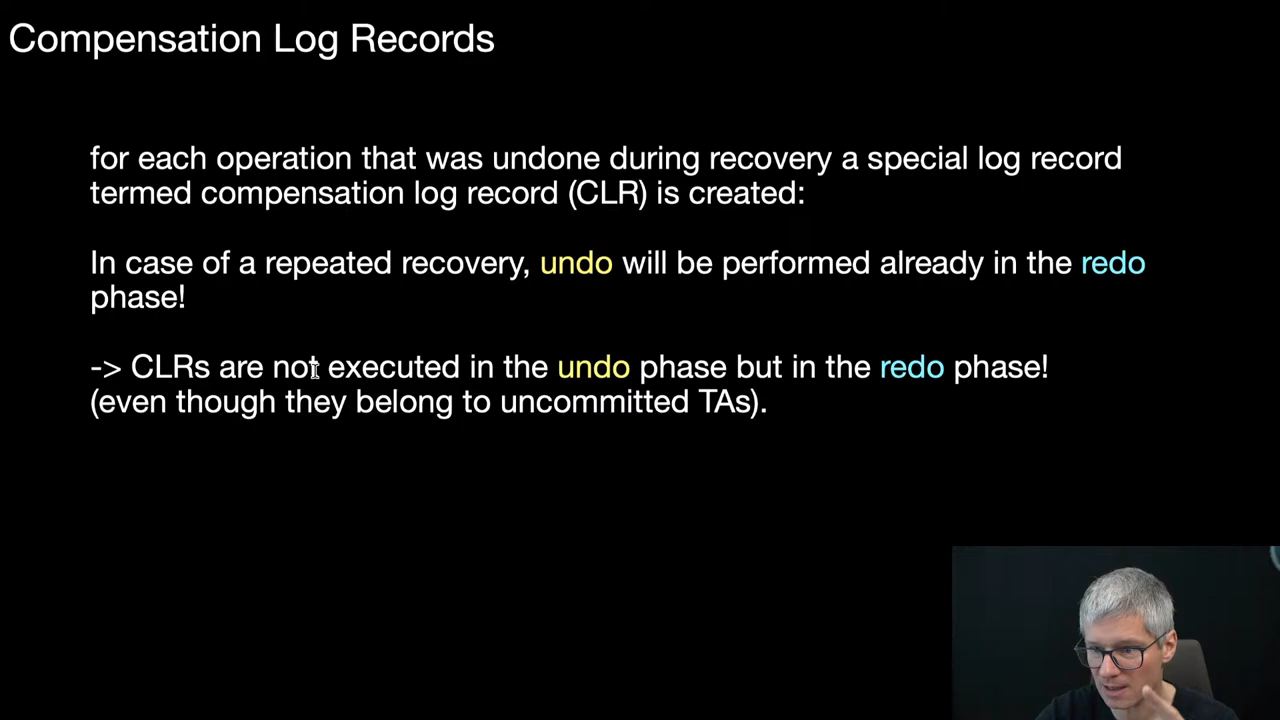 Compensation Log Records
for each operation that was undone during recovery a special log record
termed compensation log record (CLR) is created:
In case of a repeated recovery, undo will be performed already in the redo
phase!
-> CLRs are not executed in the undo phase but in the redo phase!
(even though they belong to uncommitted TAs).